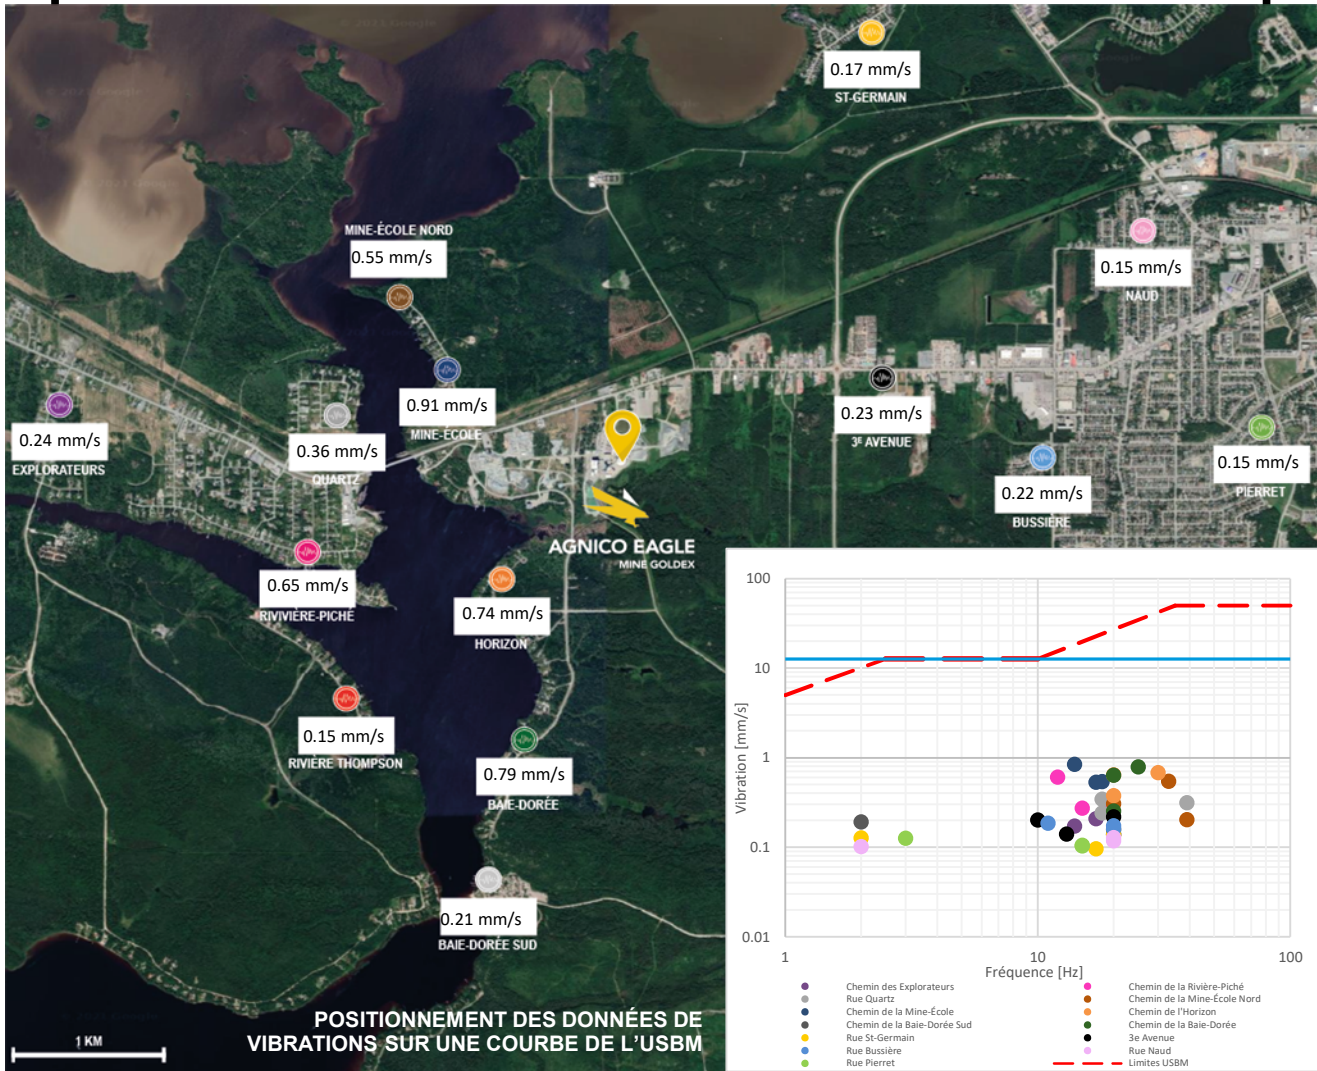 0.17 mm/s
ST-GERMAIN
MINE-ÉCOLE NORD
0.55 mm/s
0.15 mm/s
NAUD
0.91 mm/s
MINE-ÉCOLE
0.24 mm/s
EXPLORATEURS
0.36 mm/s
QUARTZ
0.23 mm/s
3E AVENUE
0.15 mm/s
PIERRET
0.22 mm/s
BUSSIÈRE
AGNICO EAGLE
MINE GOLDEX
0.65 mm/s
RIVIVIÈRE-PICHÉ
0.74 mm/s
HORIZON
0.15 mm/s
RIVIÈRE THOMPSON
0.79 mm/s
BAIE-DORÉE
0.21 mm/s
BAIE-DORÉE SUD
POSITIONNEMENT DES DONNÉES DE
VIBRATIONS SUR UNE COURBE DE L'USBM
1 KM
100
10
1
0.1
0.01
Vibration [mm/s]
1
10
100
Fréquence [Hz]
Chemin des Explorateurs
Chemin de la Rivière-Piché
Rue Quartz
Chemin de la Mine-École Nord
Chemin de la Mine-École
Chemin de l'Horizon
Chemin de la Baie-Dorée Sud
Chemin de la Baie-Dorée
Rue St-Germain
3e Avenue
Rue Bussière
Rue Naud
Rue Pierret
Limites USBM